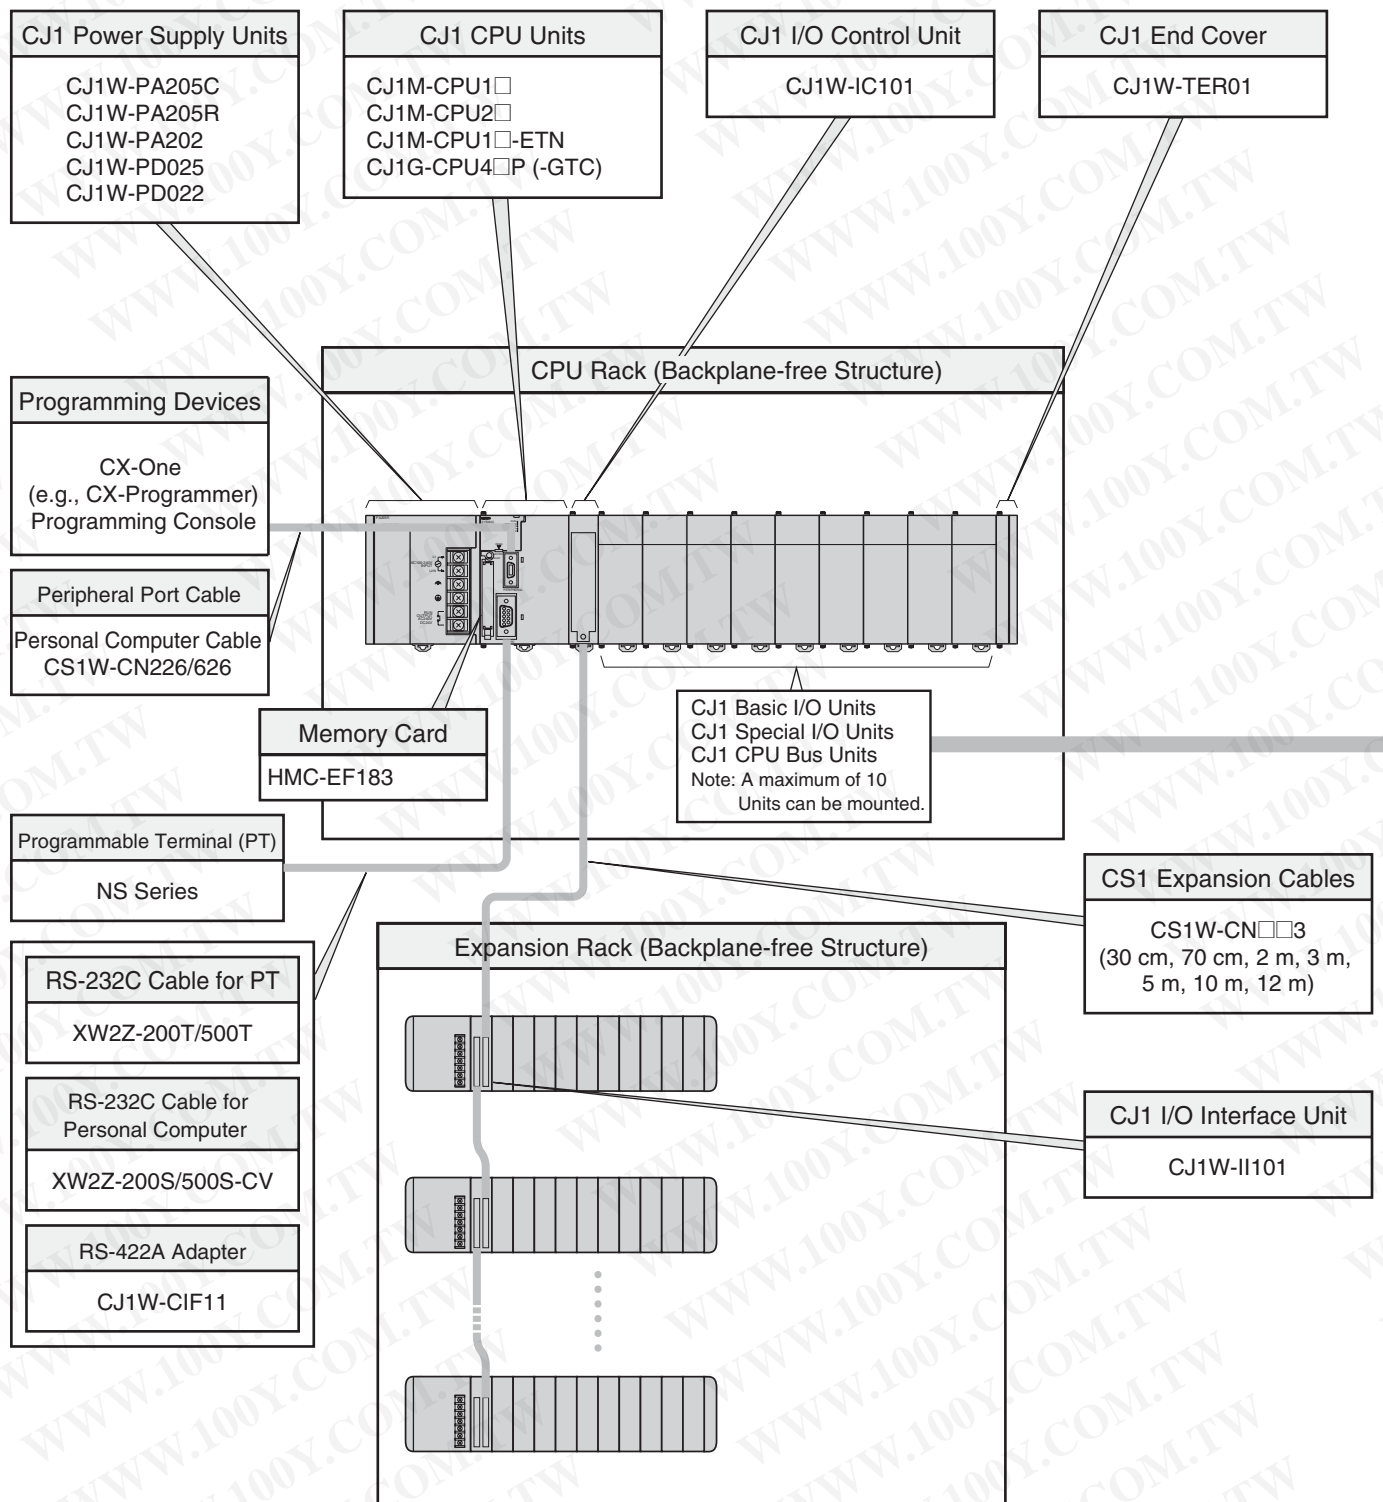 CJ1 Power Supply Units
CJ1W-PA205C
CJ1W-PA205R
CJ1W-PA202
CJ1W-PD025
CJ1W-PD022
CJ1 CPU Units
CJ1M-CPU1□
CJ1M-CPU2□
CJ1M-CPU1□-ETN
CJ1G-CPU4□P (-GTC)
CJ1 I/O Control Unit
CJ1W-IC101
CJ1 End Cover
CJ1W-TER01
CPU Rack (Backplane-free Structure)
Programming Devices
CX-One
(e.g., CX-Programmer)
Programming Console
Peripheral Port Cable
Personal Computer Cable
CS1W-CN226/626
Memory Card
HMC-EF183
CJ1 Basic I/O Units
CJ1 Special I/O Units
CJ1 CPU Bus Units
Note: A maximum of 10
Units can be mounted.
Programmable Terminal (PT)
NS Series
CS1 Expansion Cables
CS1W-CN□□3
(30 cm, 70 cm, 2 m, 3 m,
5 m, 10 m, 12 m)
Expansion Rack (Backplane-free Structure)
RS-232C Cable for PT
XW2Z-200T/500T
RS-232C Cable for
Personal Computer
XW2Z-200S/500S-CV
RS-422A Adapter
CJ1W-CIF11
CJ1 I/O Interface Unit
CJ1W-II101
WWW.100Y.COM.TW